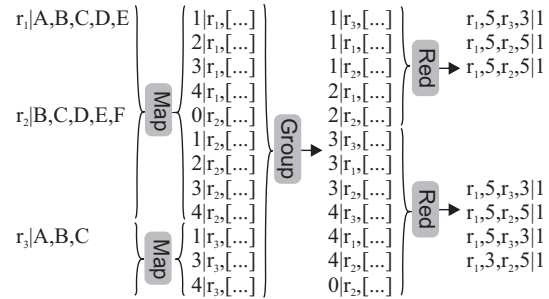 r₁|A,B,C,D,E
r₂|B,C,D,E,F
r₃|A,B,C
Map
Map
1|r₁,[...]
2|r₁,[...]
3|r₁,[...]
4|r₁,[...]
0|r₂,[...]
1|r₂,[...]
2|r₂,[...]
3|r₂,[...]
4|r₂,[...]
1|r₃,[...]
3|r₃,[...]
4|r₃,[...]
Group
1|r₃,[...]
1|r₁,[...]
1|r₂,[...]
2|r₁,[...]
2|r₂,[...]
3|r₃,[...]
3|r₁,[...]
3|r₂,[...]
4|r₃,[...]
4|r₁,[...]
4|r₂,[...]
0|r₂,[...]
Red
Red
r₁,5,r₃,3|1
r₁,5,r₂,5|1
r₁,5,r₂,5|1
r₁,5,r₃,3|1
r₁,5,r₂,5|1
r₁,5,r₃,3|1
r₁,3,r₂,5|1